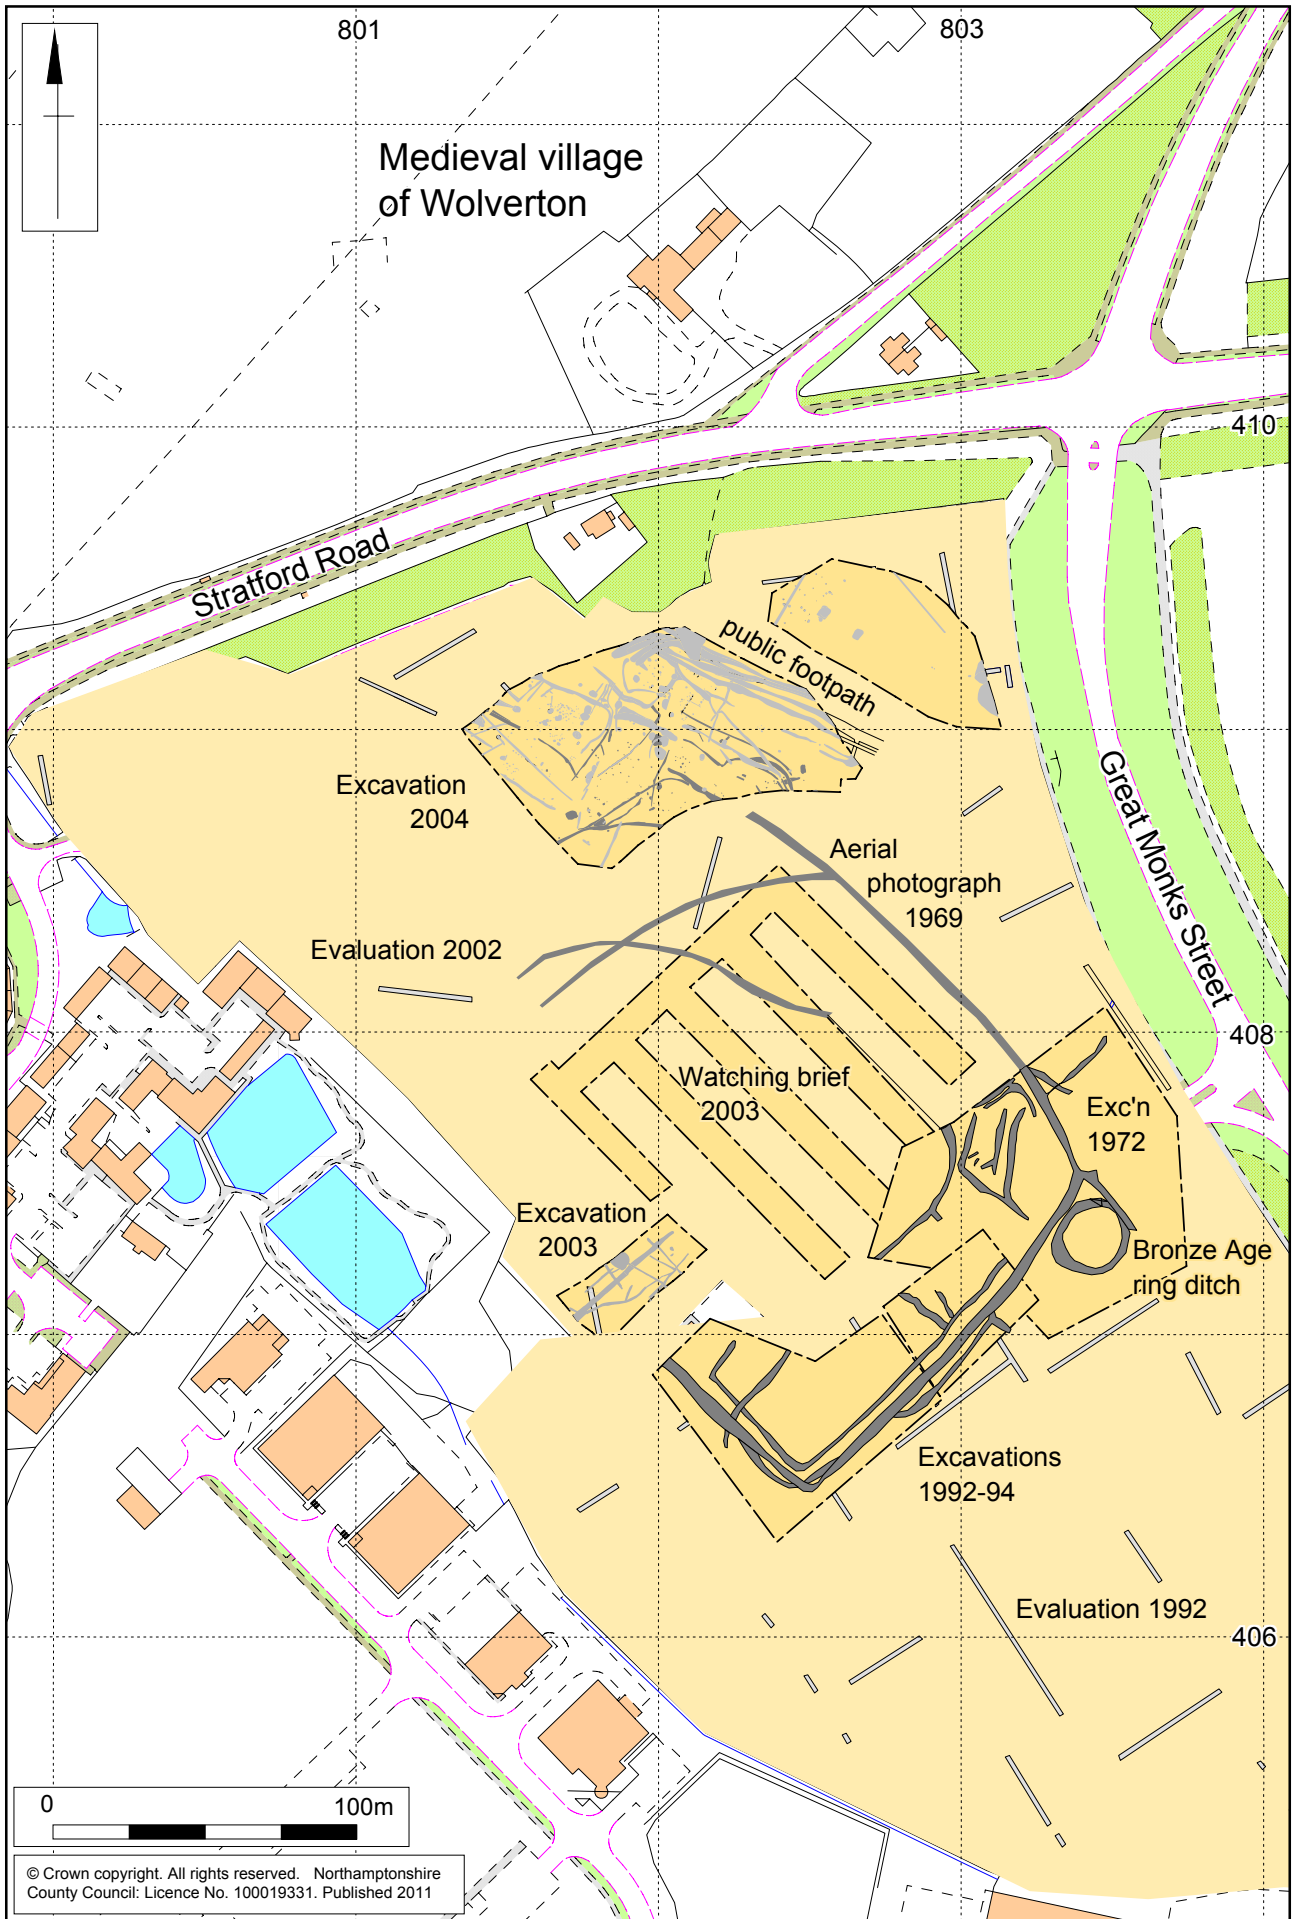 801
803
Medieval village
of Wolverton
410
Stratford Road
public footpath
Great Monks Street
Excavation
2004
Aerial
photograph
1969
Evaluation 2002
408
Watching brief
2003
Exc'n
1972
Excavation
2003
Bronze Age
ring ditch
Excavations
1992-94
Evaluation 1992
406
0
100m
© Crown copyright. All rights reserved. Northamptonshire
County Council: Licence No. 100019331. Published 2011